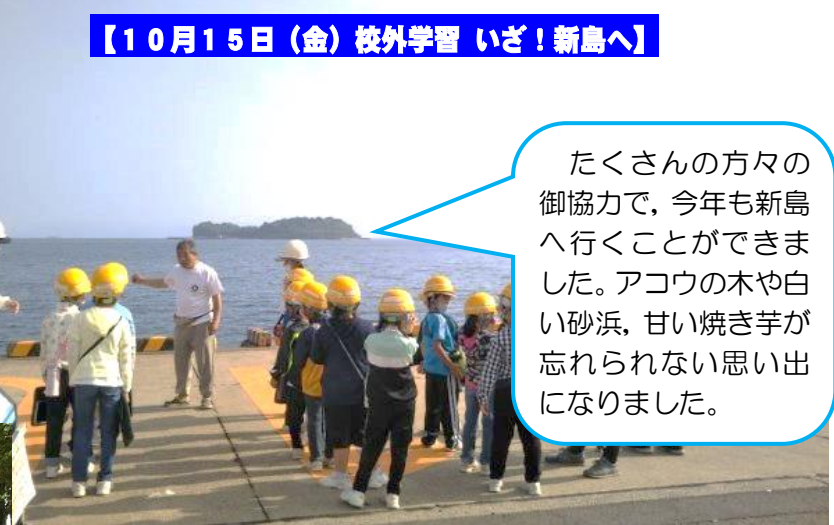 【１０月１５日（金）校外学習 いざ！新島へ】
たくさんの方々の
御協力で，今年も新島
へ行くことができま
した。アコウの木や白
い砂浜，甘い焼き芋が
忘れられない思い出
になりました。